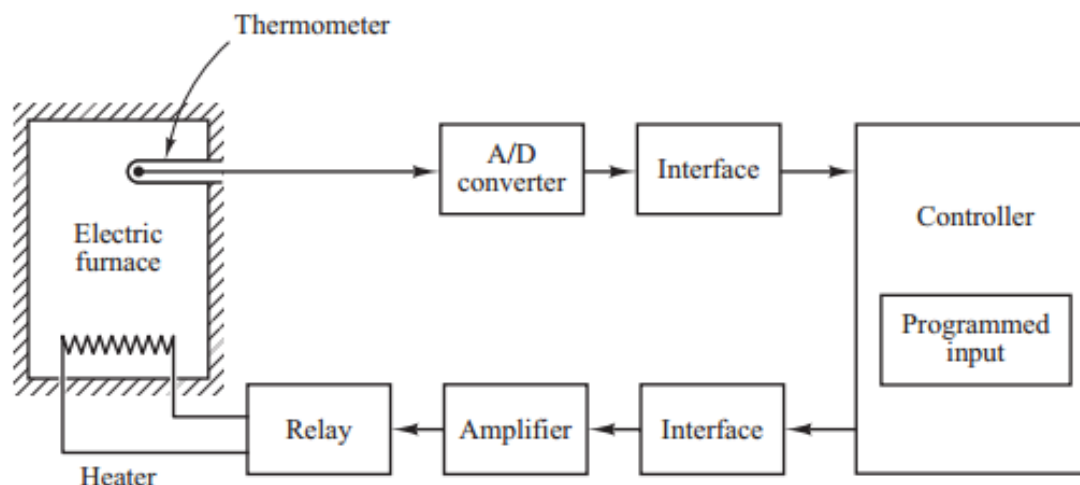 Thermometer
A/D
converter
Interface
Controller
Electric
furnace
Programmed
input
Relay
Amplifier
Interface
Heater